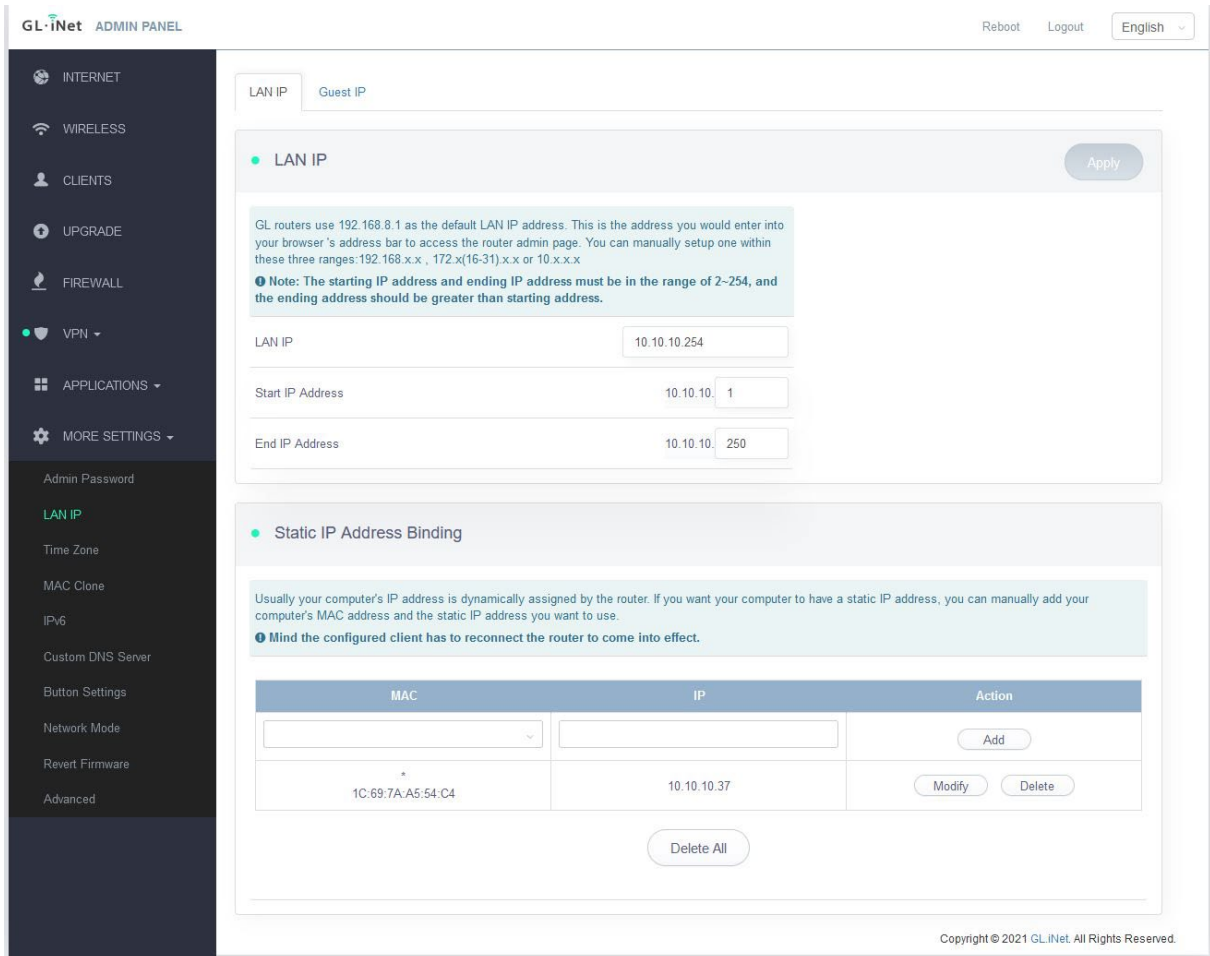 GL·iNet ADMIN PANEL
Reboot Logout English
INTERNET
WIRELESS
CLIENTS
UPGRADE
FIREWALL
VPN
APPLICATIONS
MORE SETTINGS
Admin Password
LAN IP
Time Zone
MAC Clone
IPv6
Custom DNS Server
Button Settings
Network Mode
Revert Firmware
Advanced
LAN IP Guest IP
LAN IP
Apply
GL routers use 192.168.8.1 as the default LAN IP address. This is the address you would enter into
your browser 's address bar to access the router admin page. You can manually setup one within
these three ranges:192.168.x.x , 172.x(16-31).x.x or 10.x.x.x
Note: The starting IP address and ending IP address must be in the range of 2~254, and
the ending address should be greater than starting address.
LAN IP 10.10.10.254
Start IP Address 10.10.10. 1
End IP Address 10.10.10. 250
Static IP Address Binding
Usually your computer's IP address is dynamically assigned by the router. If you want your computer to have a static IP address, you can manually add your
computer's MAC address and the static IP address you want to use.
Mind the configured client has to reconnect the router to come into effect.
MAC IP Action
Add
*
1C:69:7A:A5:54:C4 10.10.10.37 Modify Delete
Delete All
Copyright © 2021 GL.iNet. All Rights Reserved.